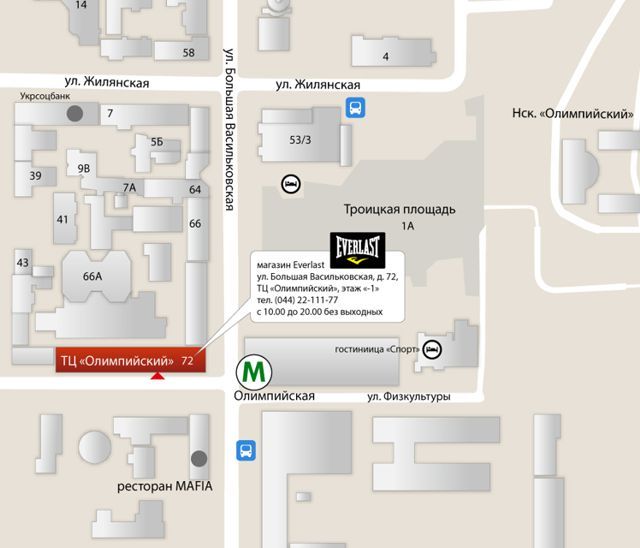 14
58
4
ул. Жилянская
ул. Жилянская
ул. Большая Васильковская
Укрсоцбанк
7
5Б
53/3
Нск. «Олимпийский»
9В
39
7А
64
41
66
Троицкая площадь
1А
EVERLAST
43
66А
магазин Everlast
ул. Большая Васильковская, д. 72,
ТЦ «Олимпийский», этаж «-1»
тел. (044) 22-111-77
с 10.00 до 20.00 без выходных
гостиниица «Спорт»
ТЦ «Олимпийский» 72
М
Олимпийская
ул. Физкультуры
ресторан MAFIA